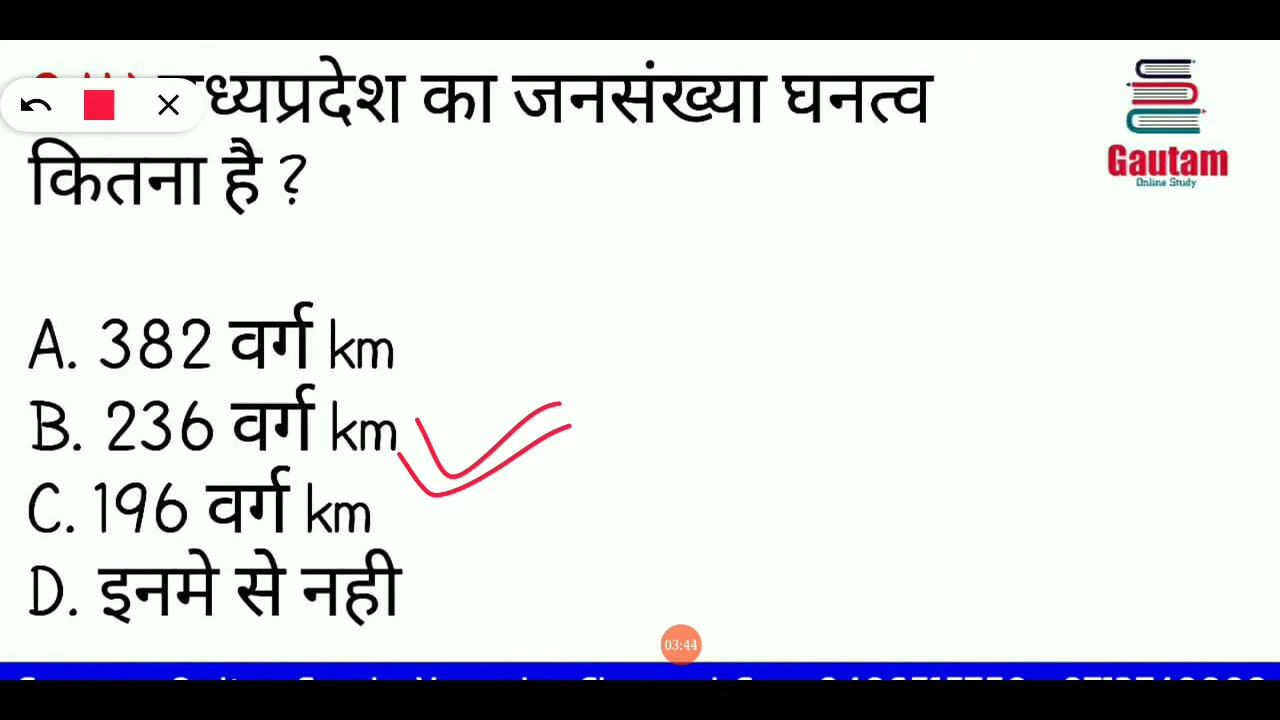 मध्यप्रदेश का जनसंख्या घनत्व
कितना है ?
Gautam
Online Study
A. 382 वर्ग km
B. 236 वर्ग km
C. 196 वर्ग km
D. इनमे से नही
03:44